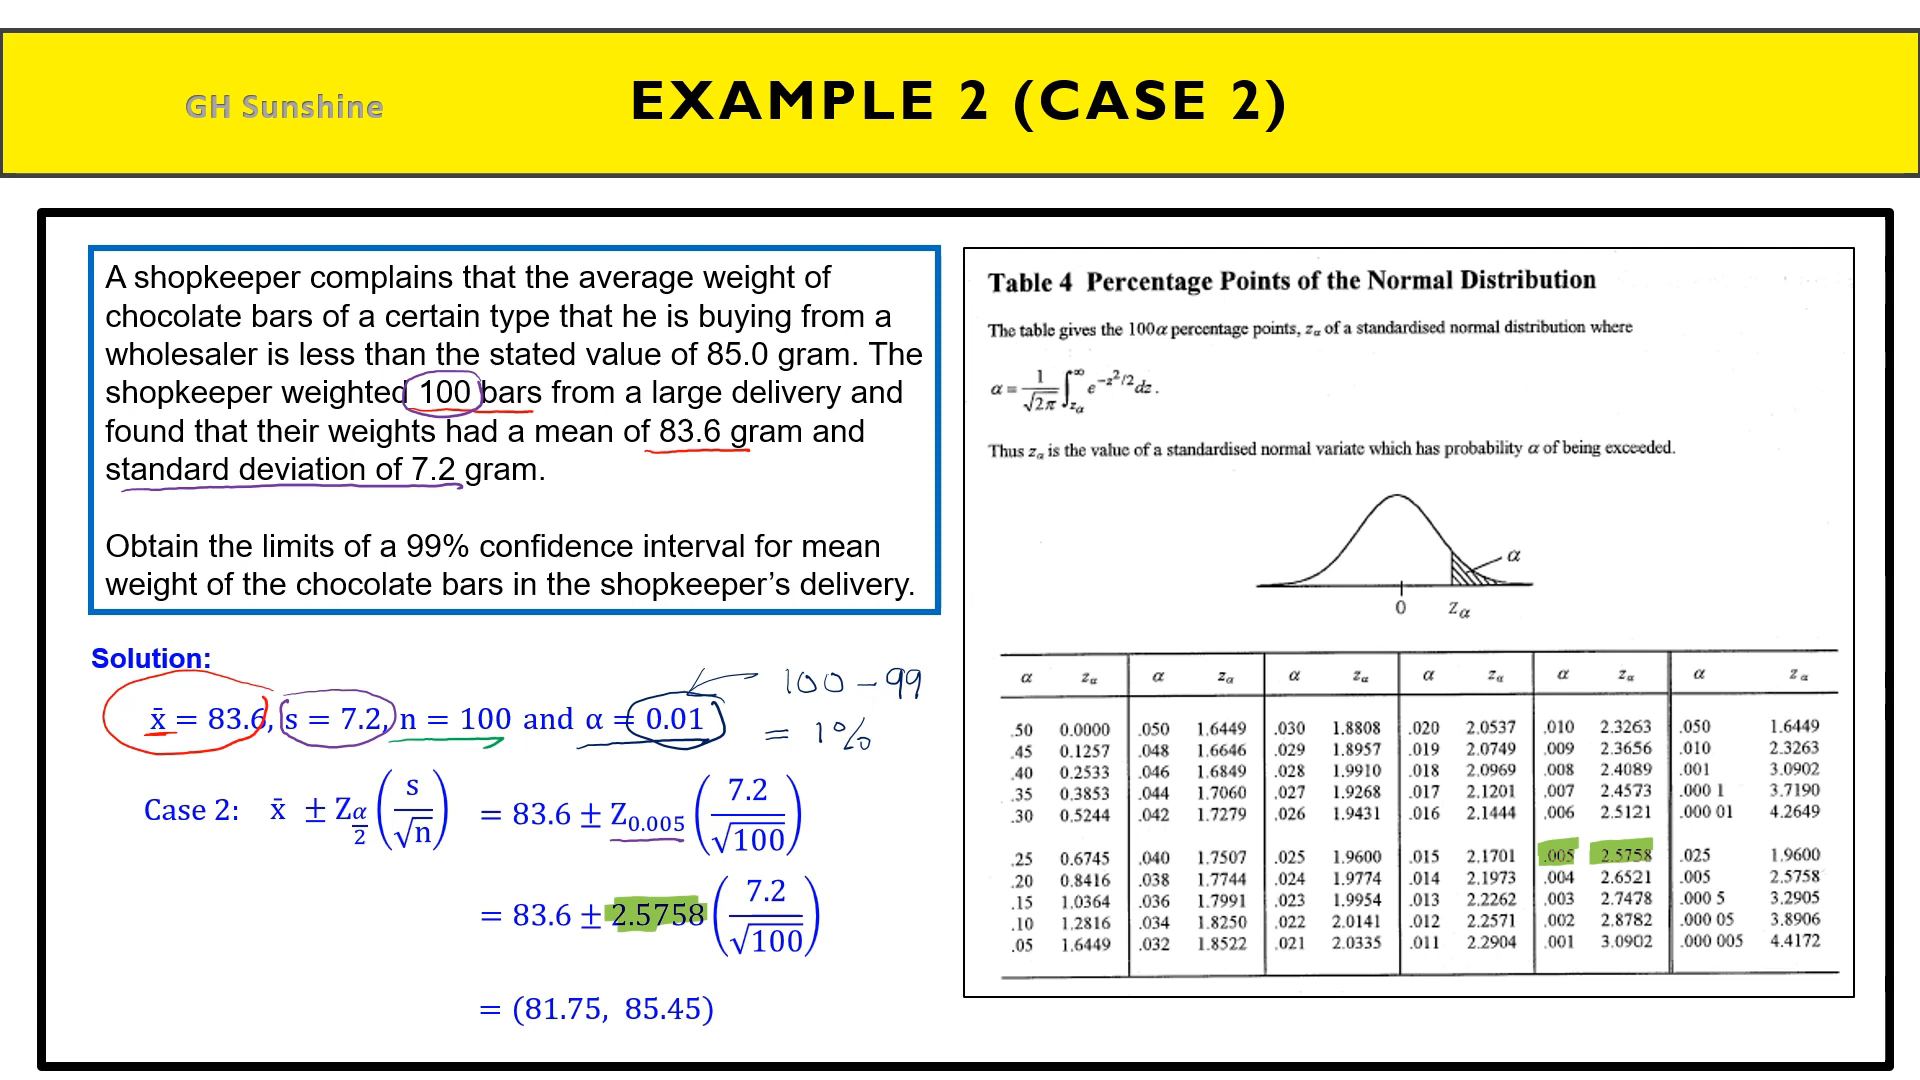 GH Sunshine
EXAMPLE 2 (CASE 2)
A shopkeeper complains that the average weight of
chocolate bars of a certain type that he is buying from a
wholesaler is less than the stated value of 85.0 gram. The
shopkeeper weighted 100 bars from a large delivery and
found that their weights had a mean of 83.6 gram and
standard deviation of 7.2 gram.
Obtain the limits of a 99% confidence interval for mean
weight of the chocolate bars in the shopkeeper's delivery.
Solution:
x̄ = 83.6, s = 7.2, n = 100 and α = 0.01
100 - 99
= 1%
Case 2: x̄ ± Zα/2 (s/√n) = 83.6 ± Z0.005 (7.2/√100)
= 83.6 ± 2.5758 (7.2/√100)
= (81.75, 85.45)
Table 4 Percentage Points of the Normal Distribution
The table gives the 100α percentage points, zα of a standardised normal distribution where
α = 1/√2π ∫zα^∞ e^−z²/2 dz.
Thus zα is the value of a standardised normal variate which has probability α of being exceeded.
α
0 zα
α zα α zα α zα α zα α zα α zα
.50 0.0000 .050 1.6449 .030 1.8808 .020 2.0537 .010 2.3263 .050 1.6449
.45 0.1257 .048 1.6646 .029 1.8957 .019 2.0749 .009 2.3656 .010 2.3263
.40 0.2533 .046 1.6849 .028 1.9910 .018 2.0969 .008 2.4089 .001 3.0902
.35 0.3853 .044 1.7060 .027 1.9268 .017 2.1201 .007 2.4573 .000 1 3.7190
.30 0.5244 .042 1.7279 .026 1.9431 .016 2.1444 .006 2.5121 .000 01 4.2649
.25 0.6745 .040 1.7507 .025 1.9600 .015 2.1701 .005 2.5758 .025 1.9600
.20 0.8416 .038 1.7744 .024 1.9774 .014 2.1973 .004 2.6521 .005 2.5758
.15 1.0364 .036 1.7991 .023 1.9954 .013 2.2262 .003 2.7478 .000 5 3.2905
.10 1.2816 .034 1.8250 .022 2.0141 .012 2.2571 .002 2.8782 .000 05 3.8906
.05 1.6449 .032 1.8522 .021 2.0335 .011 2.2904 .001 3.0902 .000 005 4.4172